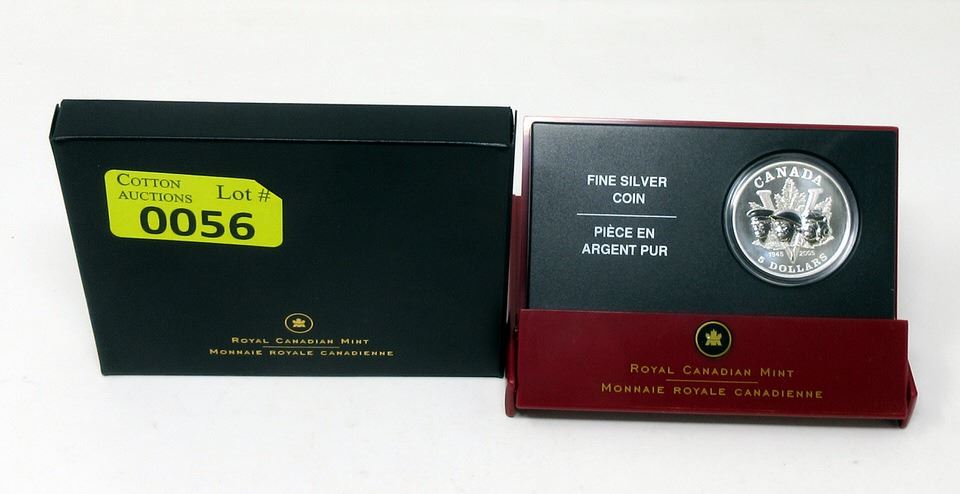 COTTON
AUCTIONS
Lot #
0056
ROYAL CANADIAN MINT
MONNAIE ROYALE CANADIENNE
FINE SILVER
COIN
PIÈCE EN
ARGENT PUR
CANADA
1945 2005
5 DOLLARS
ROYAL CANADIAN MINT
MONNAIE ROYALE CANADIENNE